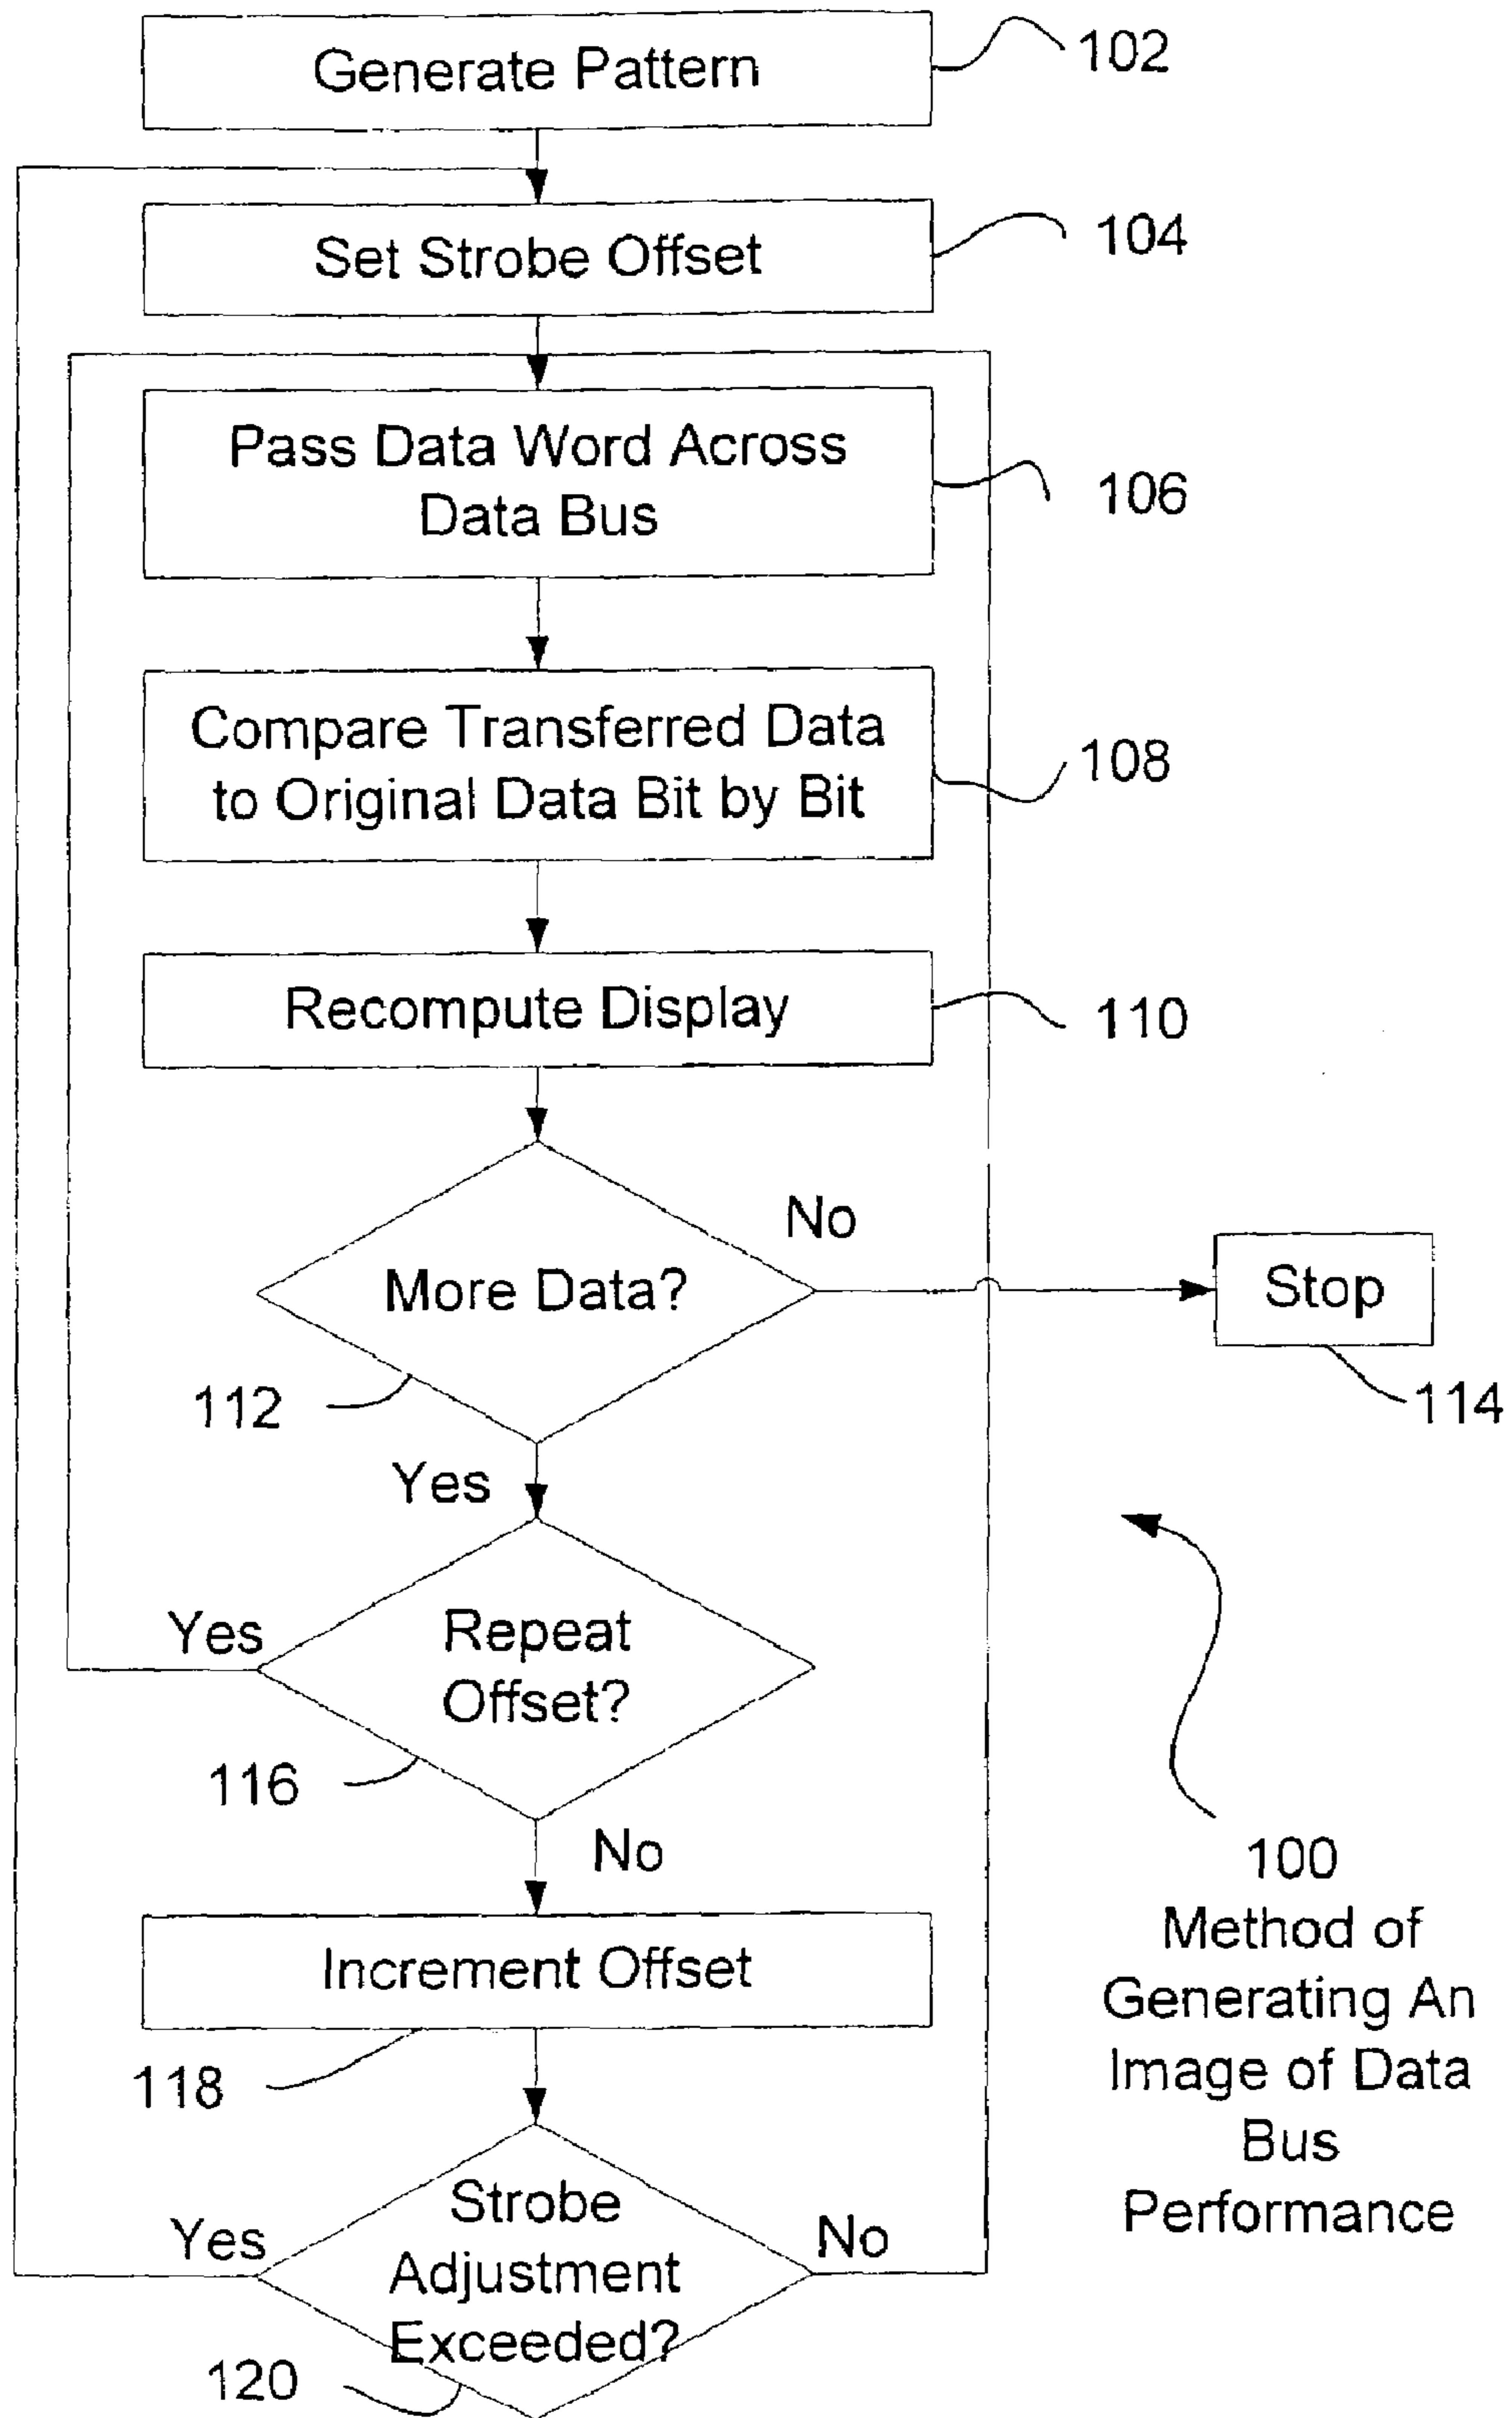 Generate Pattern
102
Set Strobe Offset
104
Pass Data Word Across
Data Bus
106
Compare Transferred Data
to Original Data Bit by Bit
108
Recompute Display
110
More Data?
No
Stop
112
114
Yes
Repeat
Offset?
Yes
116
No
Increment Offset
118
Strobe
Adjustment
Exceeded?
Yes
No
120
100
Method of
Generating An
Image of Data
Bus
Performance